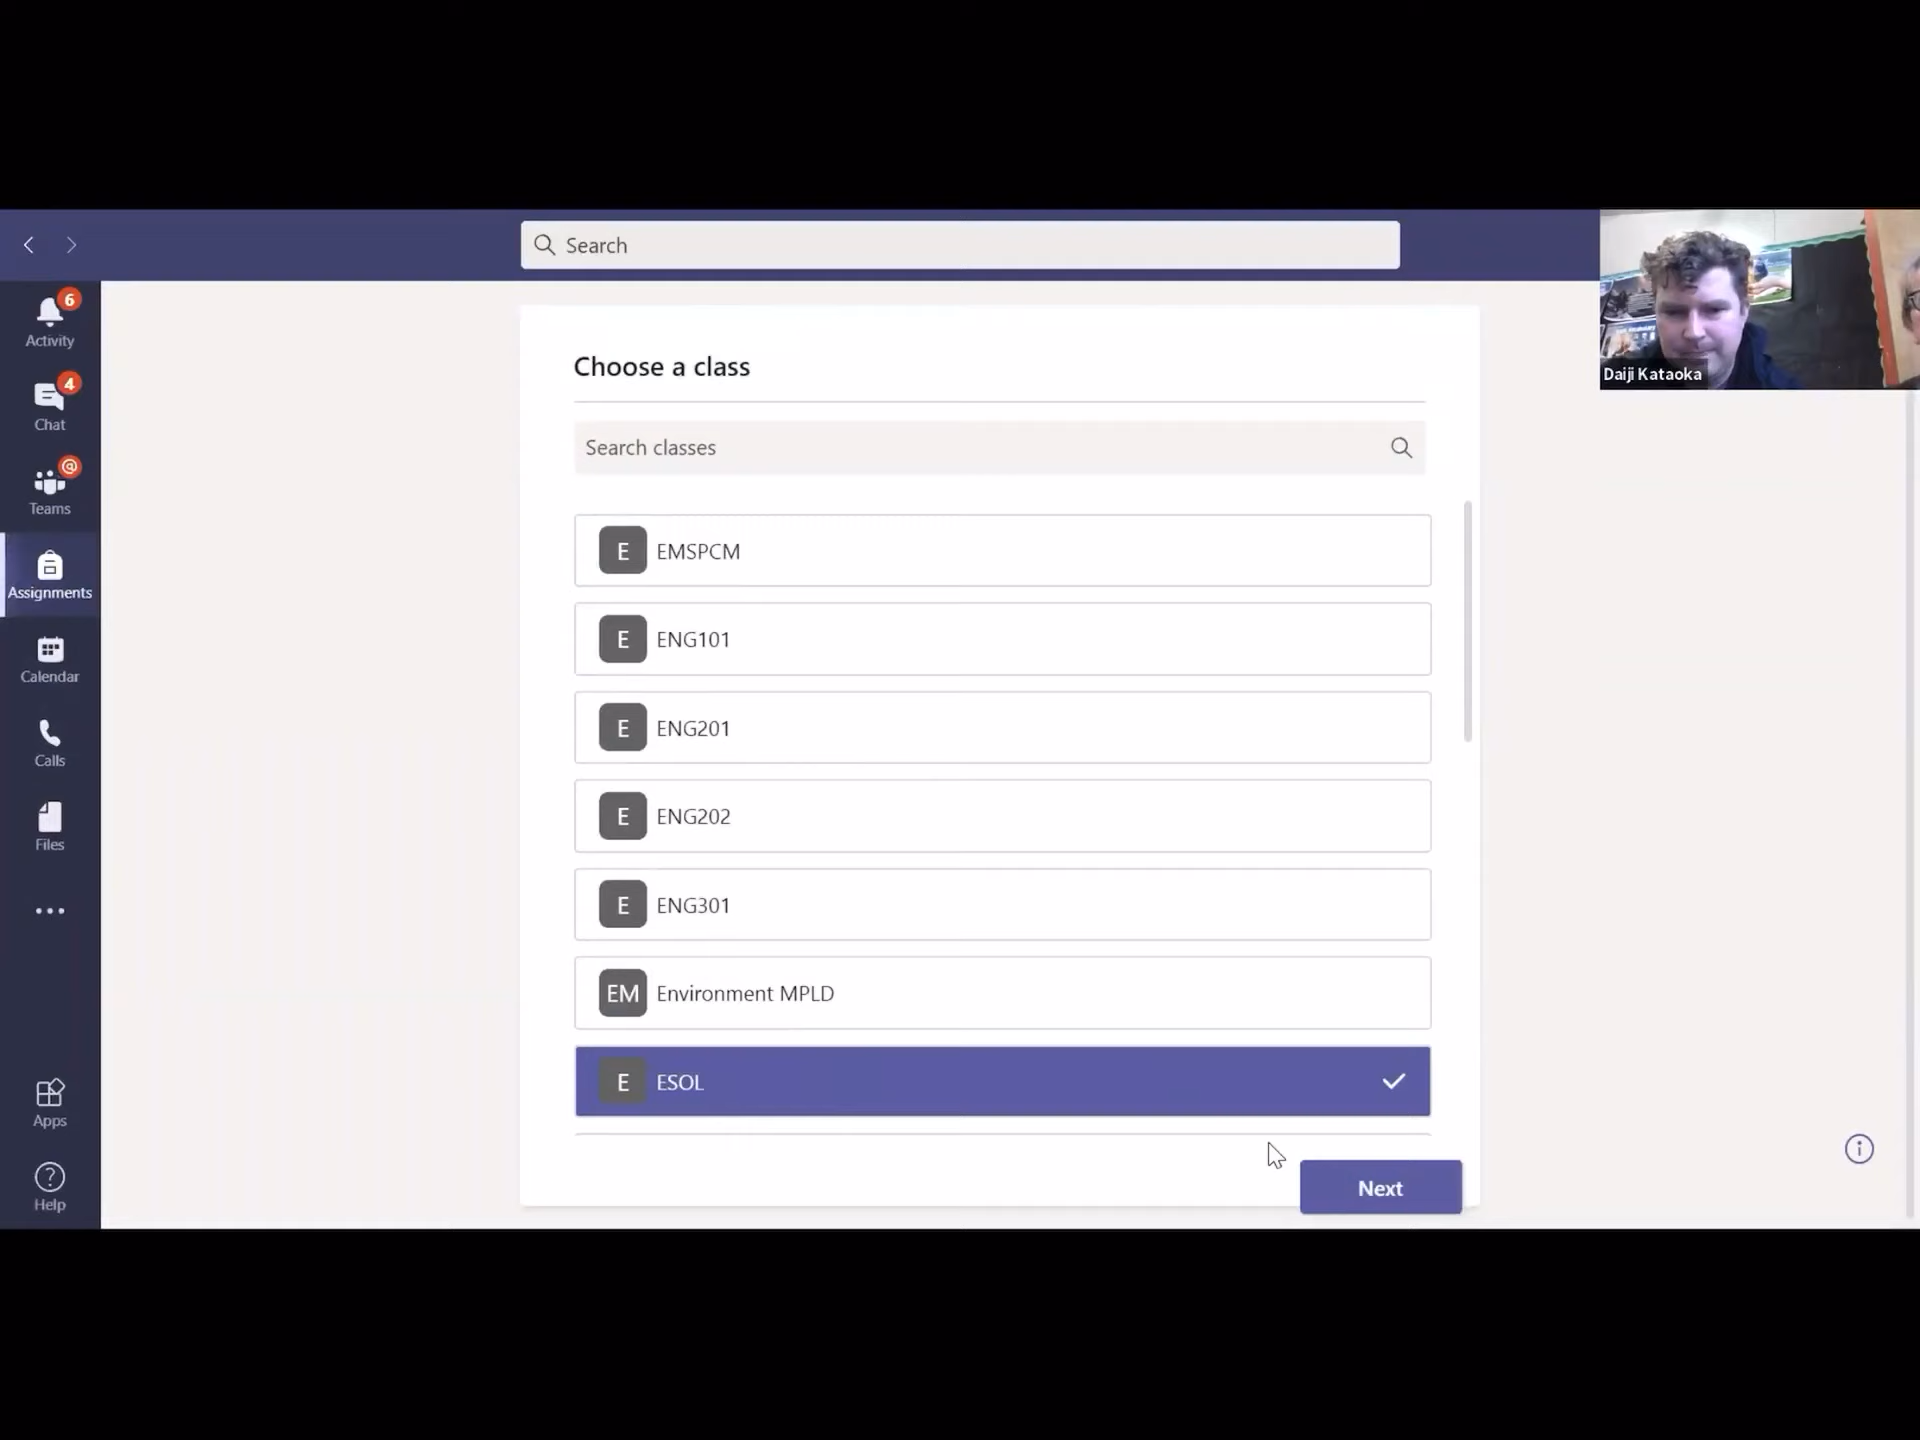 Search
6
Activity
4
Chat
@
Teams
Assignments
Calendar
Calls
Files
Apps
Help
Daiji Kataoka
Choose a class
Search classes
E EMSPCM
E ENG101
E ENG201
E ENG202
E ENG301
EM Environment MPLD
E ESOL
Next